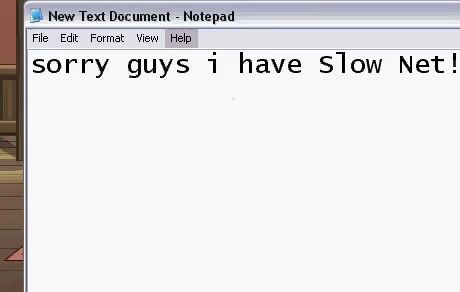 New Text Document - Notepad
File Edit Format View Help
sorry guys i have Slow Net!